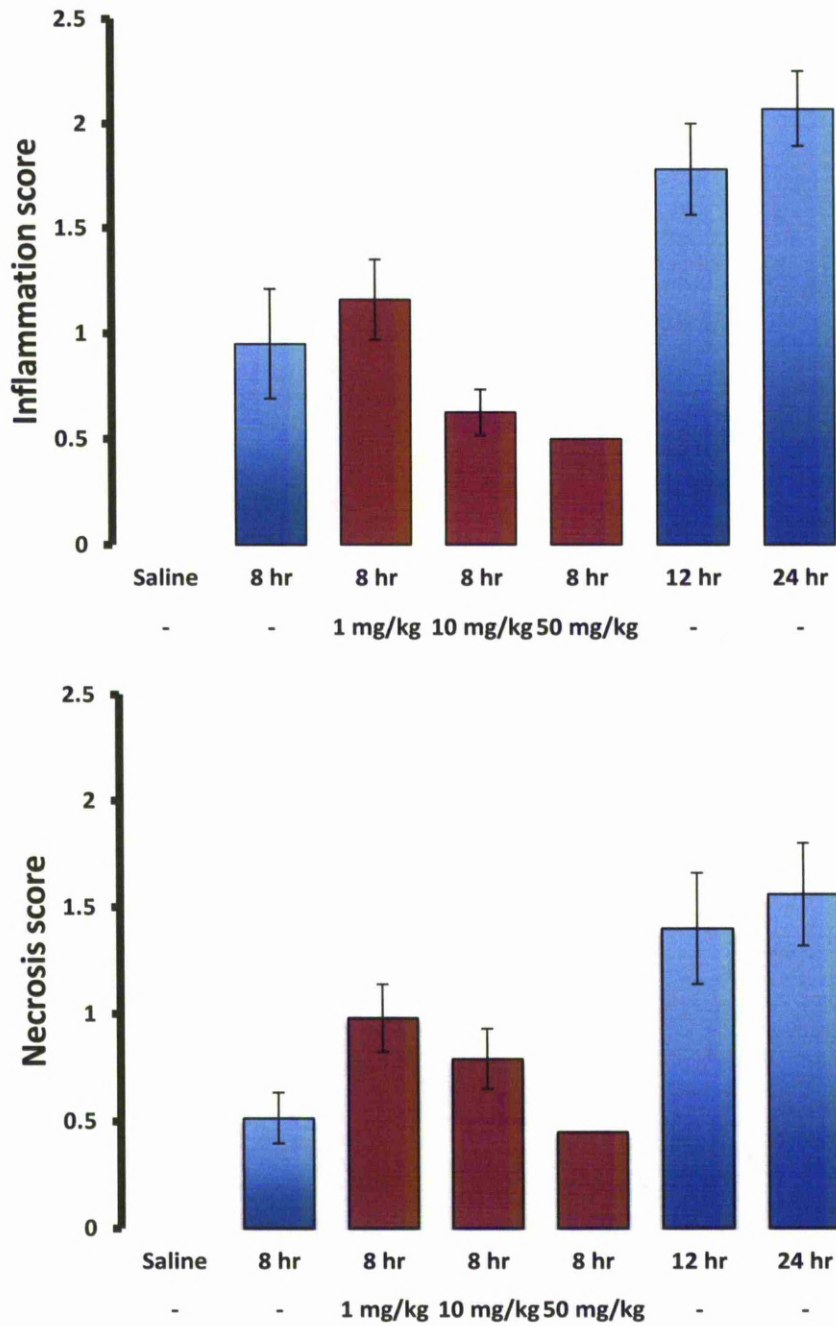 2.5
2
1.5
1
0.5
0
Inflammation score
Saline 8 hr 8 hr 8 hr 8 hr 12 hr 24 hr
- - 1 mg/kg 10 mg/kg 50 mg/kg - -
2.5
2
1.5
1
0.5
0
Necrosis score
Saline 8 hr 8 hr 8 hr 8 hr 12 hr 24 hr
- - 1 mg/kg 10 mg/kg 50 mg/kg - -